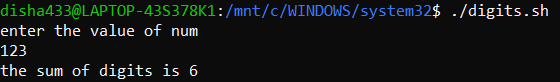 disha433@LAPTOP-43S378K1:/mnt/c/WINDOWS/system32$ ./digits.sh
enter the value of num
123
the sum of digits is 6